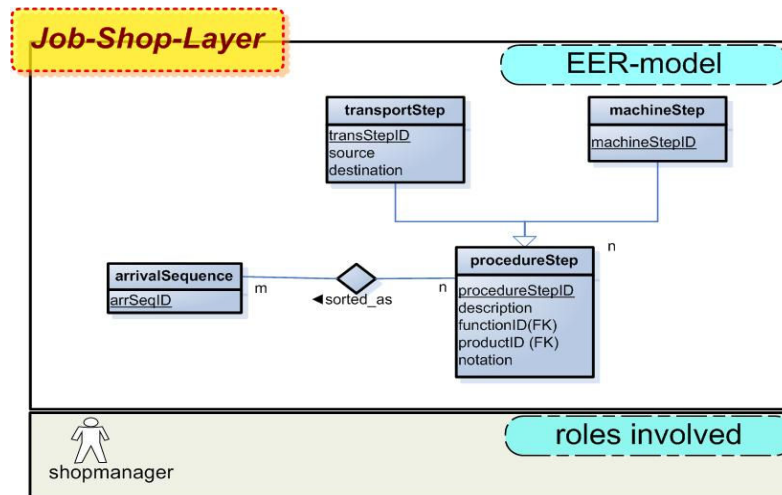 Job-Shop-Layer
EER-model
transportStep
transStepID
source
destination
machineStep
machineStepID
n
arrivalSequence
arrSeqID
m
◄sorted_as
n
procedureStep
procedureStepID
description
functionID(FK)
productID (FK)
notation
roles involved
shopmanager